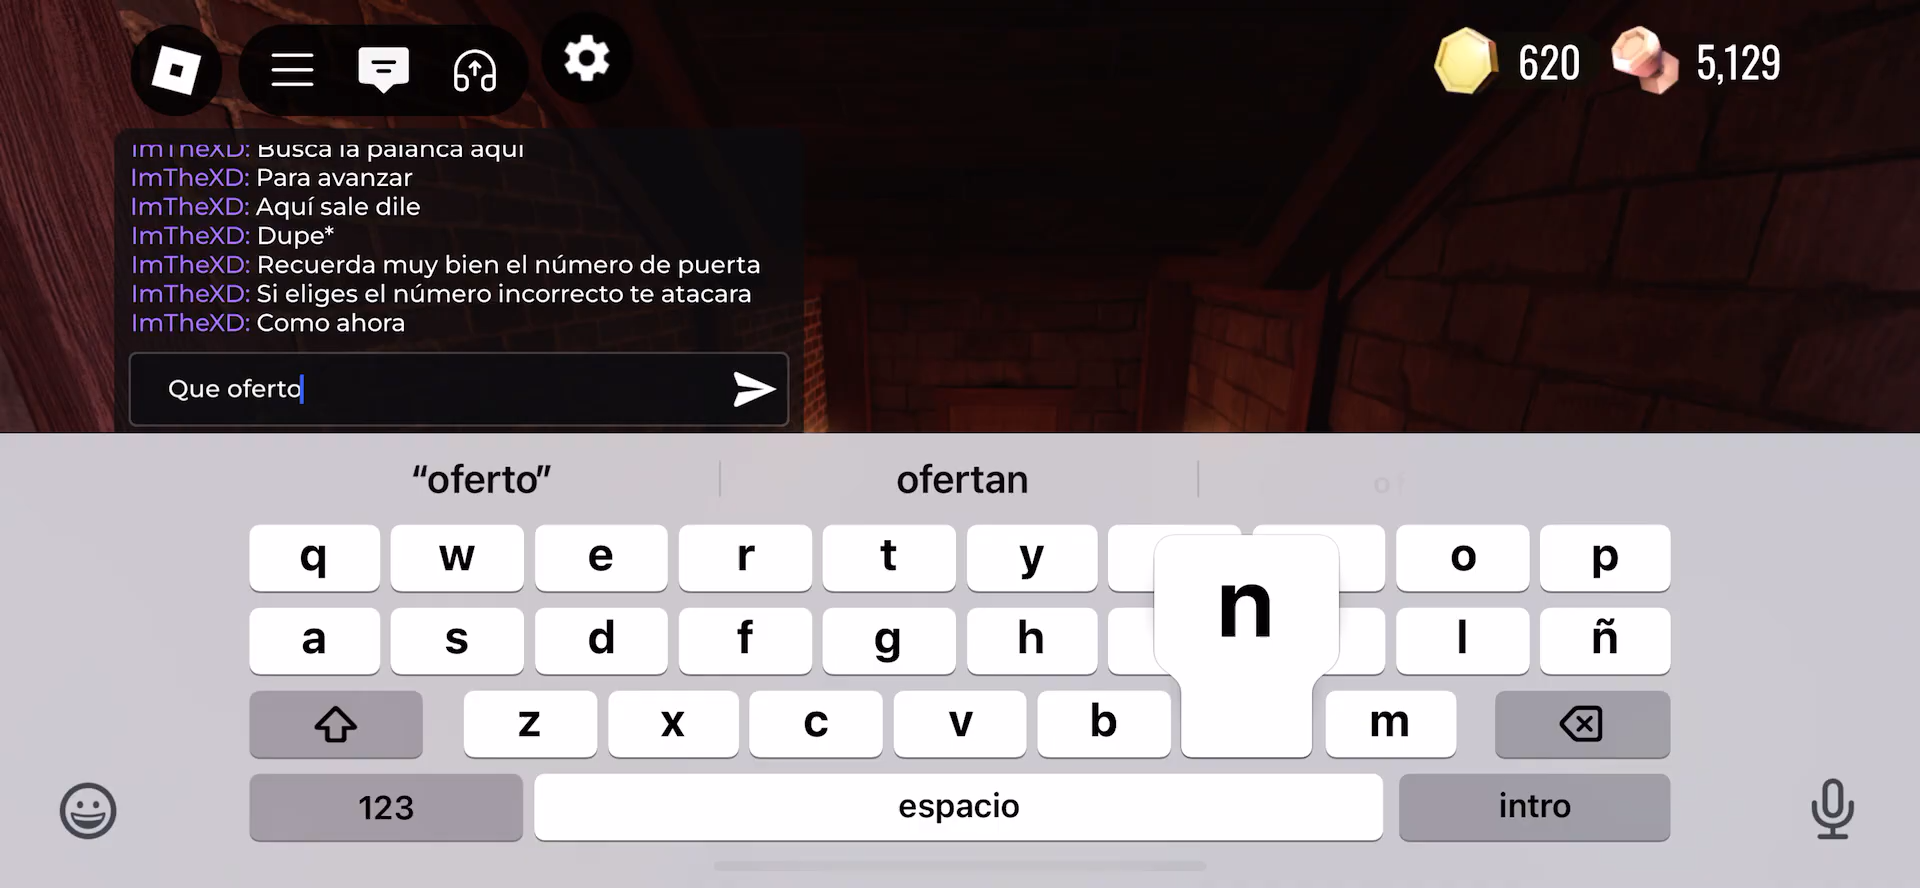 620 5,129
ImTheXD: Busca la palanca aquí
ImTheXD: Para avanzar
ImTheXD: Aquí sale dile
ImTheXD: Dupe*
ImTheXD: Recuerda muy bien el número de puerta
ImTheXD: Si eliges el número incorrecto te atacara
ImTheXD: Como ahora
Que oferto
“oferto” ofertan
q w e r t y o p
n
a s d f g h l ñ
z x c v b m
123 espacio intro